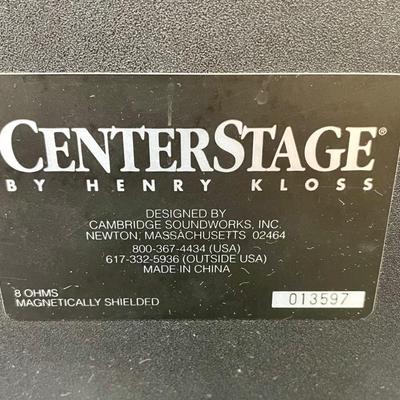 CENTERSTAGE®
BY HENRY KLOSS
DESIGNED BY
CAMBRIDGE SOUNDWORKS, INC.
NEWTON, MASSACHUSETTS 02464
800-367-4434 (USA)
617-332-5936 (OUTSIDE USA)
MADE IN CHINA
8 OHMS
MAGNETICALLY SHIELDED
013597